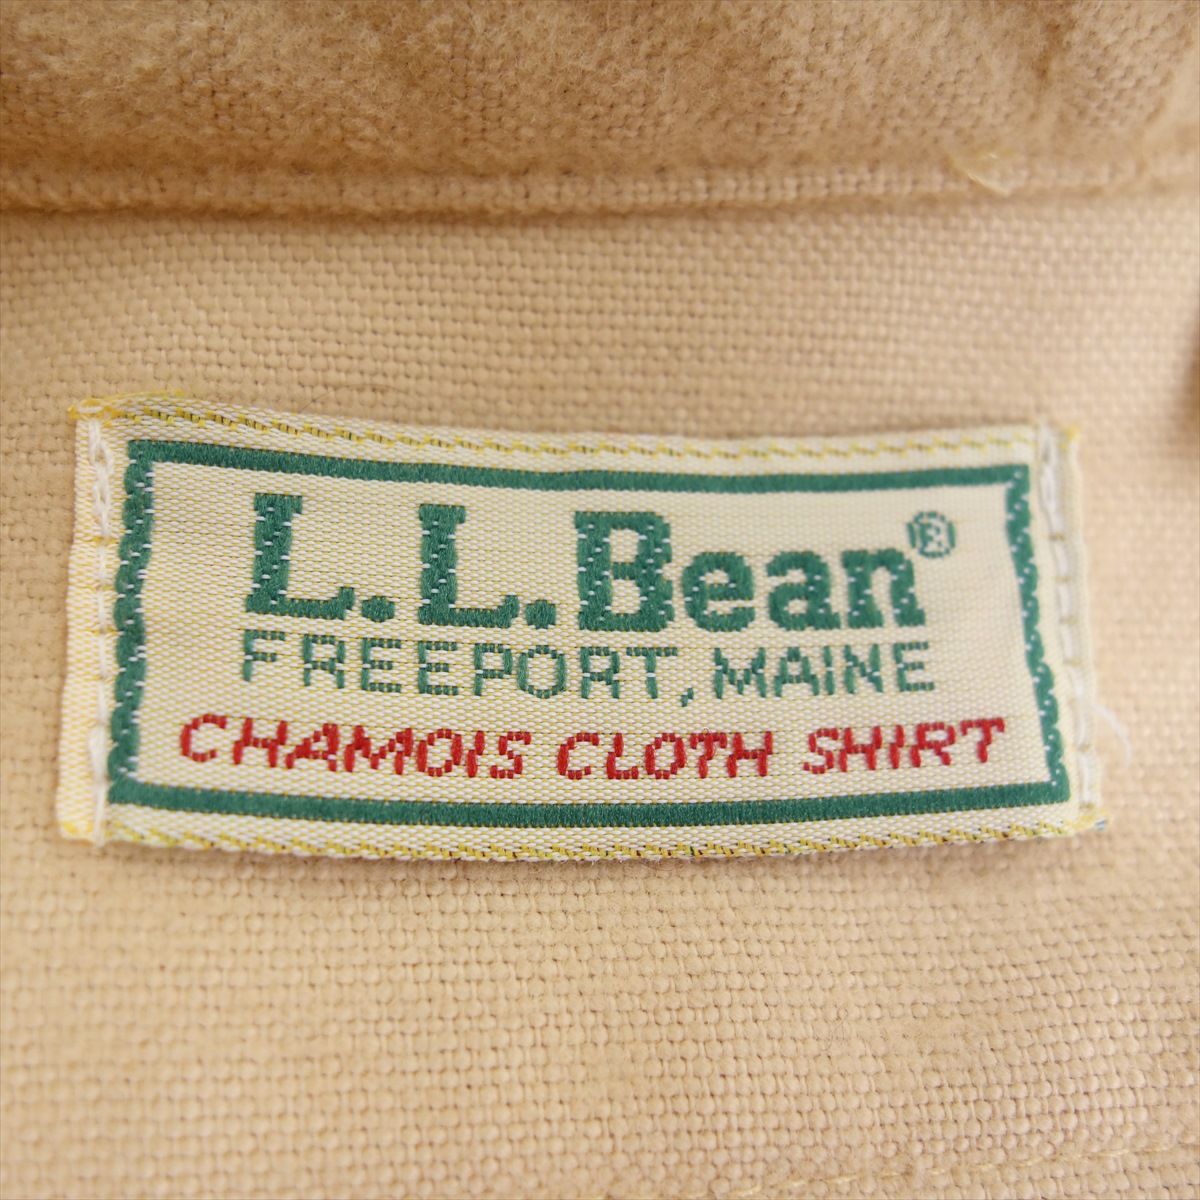 L.L.Bean®
FREEPORT, MAINE
CHAMOIS CLOTH SHIRT